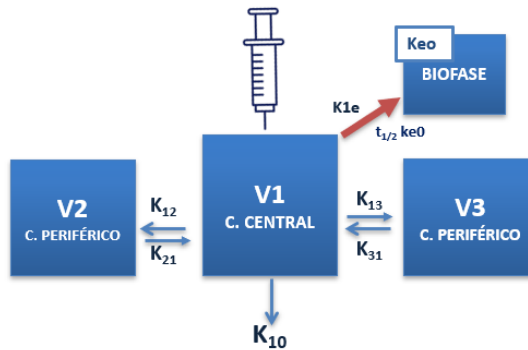 Keo
BIOFASE
K1e
t1/2 ke0
V2
C. PERIFÉRICO
K12
K21
V1
C. CENTRAL
K13
K31
V3
C. PERIFÉRICO
K10